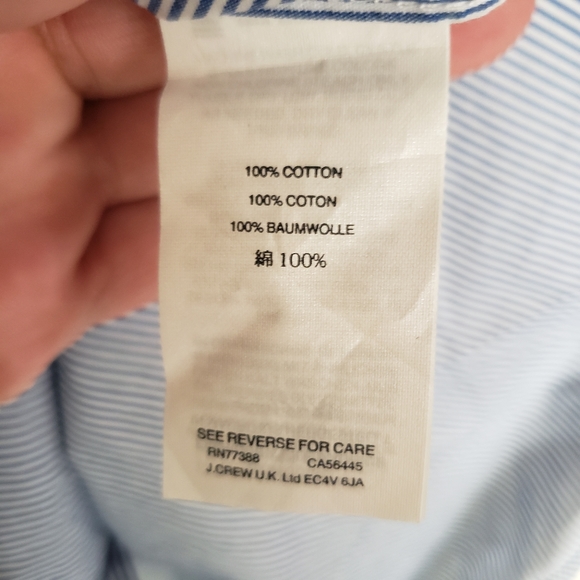 100% COTTON
100% COTON
100% BAUMWOLLE
綿 100%
SEE REVERSE FOR CARE
RN77388 CA56445
J.CREW U.K. Ltd EC4V 6JA